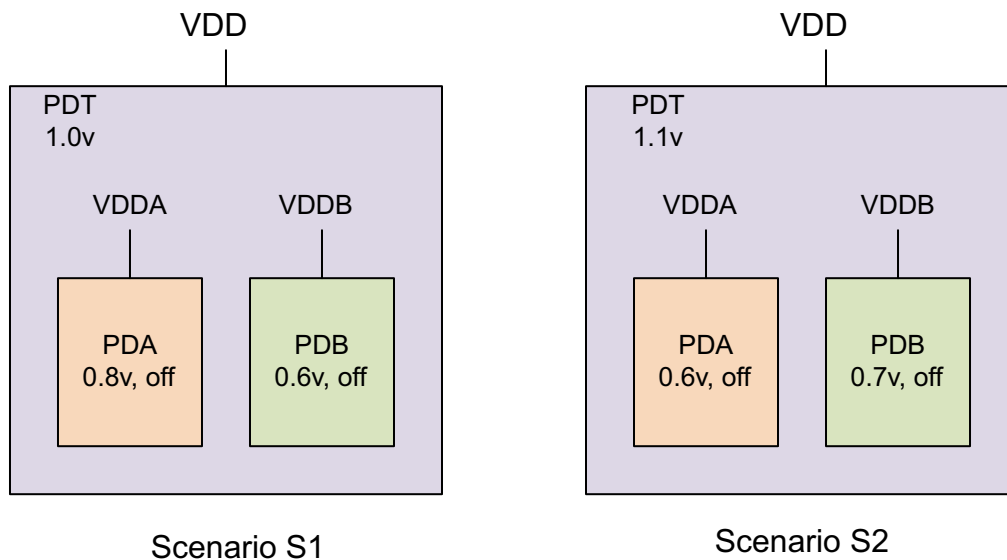 VDD
PDT
1.0v
VDDA
VDDB
PDA
0.8v, off
PDB
0.6v, off
Scenario S1
VDD
PDT
1.1v
VDDA
VDDB
PDA
0.6v, off
PDB
0.7v, off
Scenario S2